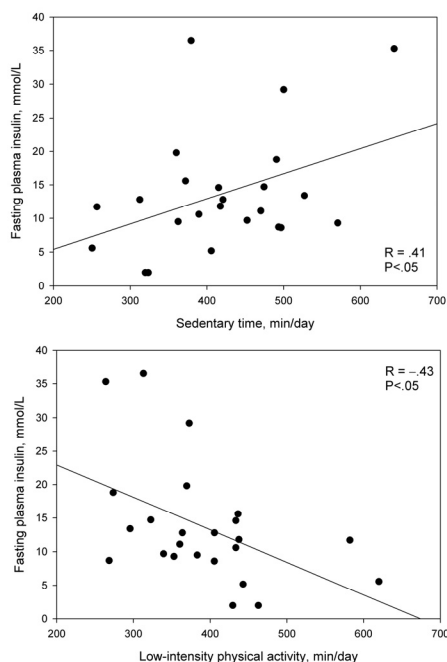 40
35
30
25
20
15
10
5
0
Fasting plasma insulin, mmol/L
R = .41
P<.05
200 300 400 500 600 700
Sedentary time, min/day
40
35
30
25
20
15
10
5
0
Fasting plasma insulin, mmol/L
R = –.43
P<.05
200 300 400 500 600 700
Low-intensity physical activity, min/day